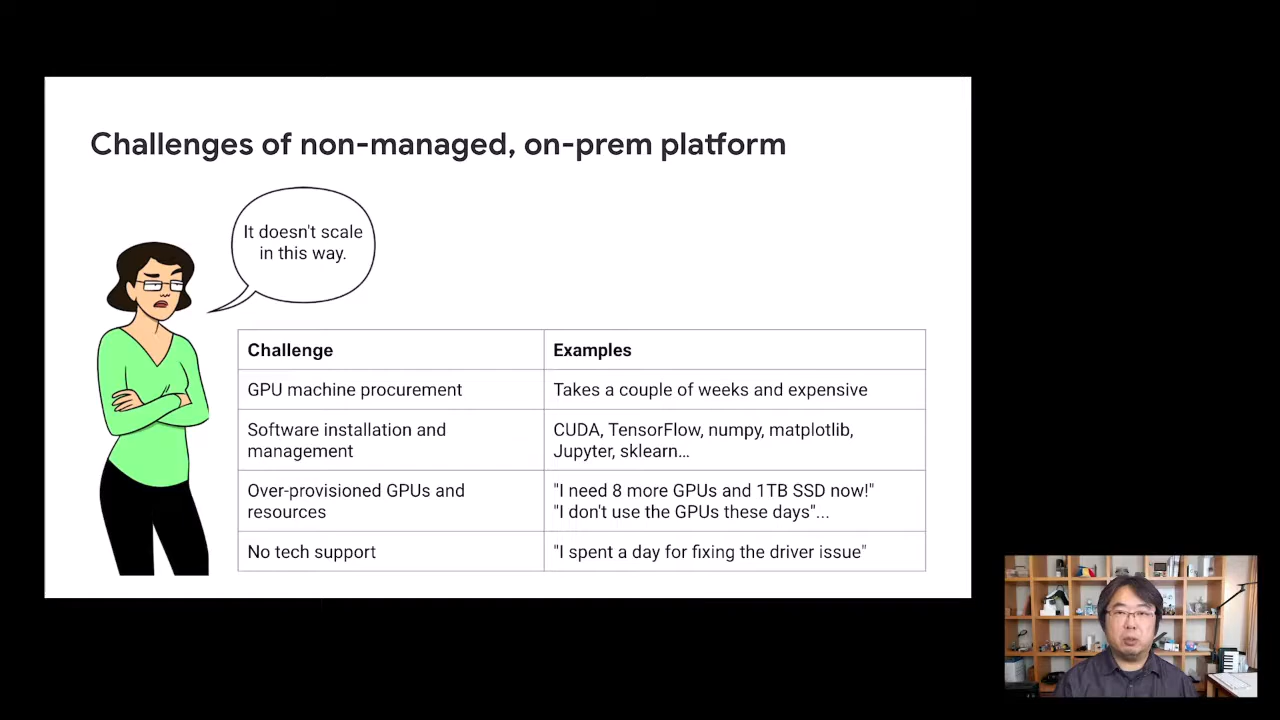 Challenges of non-managed, on-prem platform
It doesn't scale
in this way.
Challenge
Examples
GPU machine procurement
Takes a couple of weeks and expensive
Software installation and
management
CUDA, TensorFlow, numpy, matplotlib,
Jupyter, sklearn...
Over-provisioned GPUs and
resources
"I need 8 more GPUs and 1TB SSD now!"
"I don't use the GPUs these days"...
No tech support
"I spent a day for fixing the driver issue"